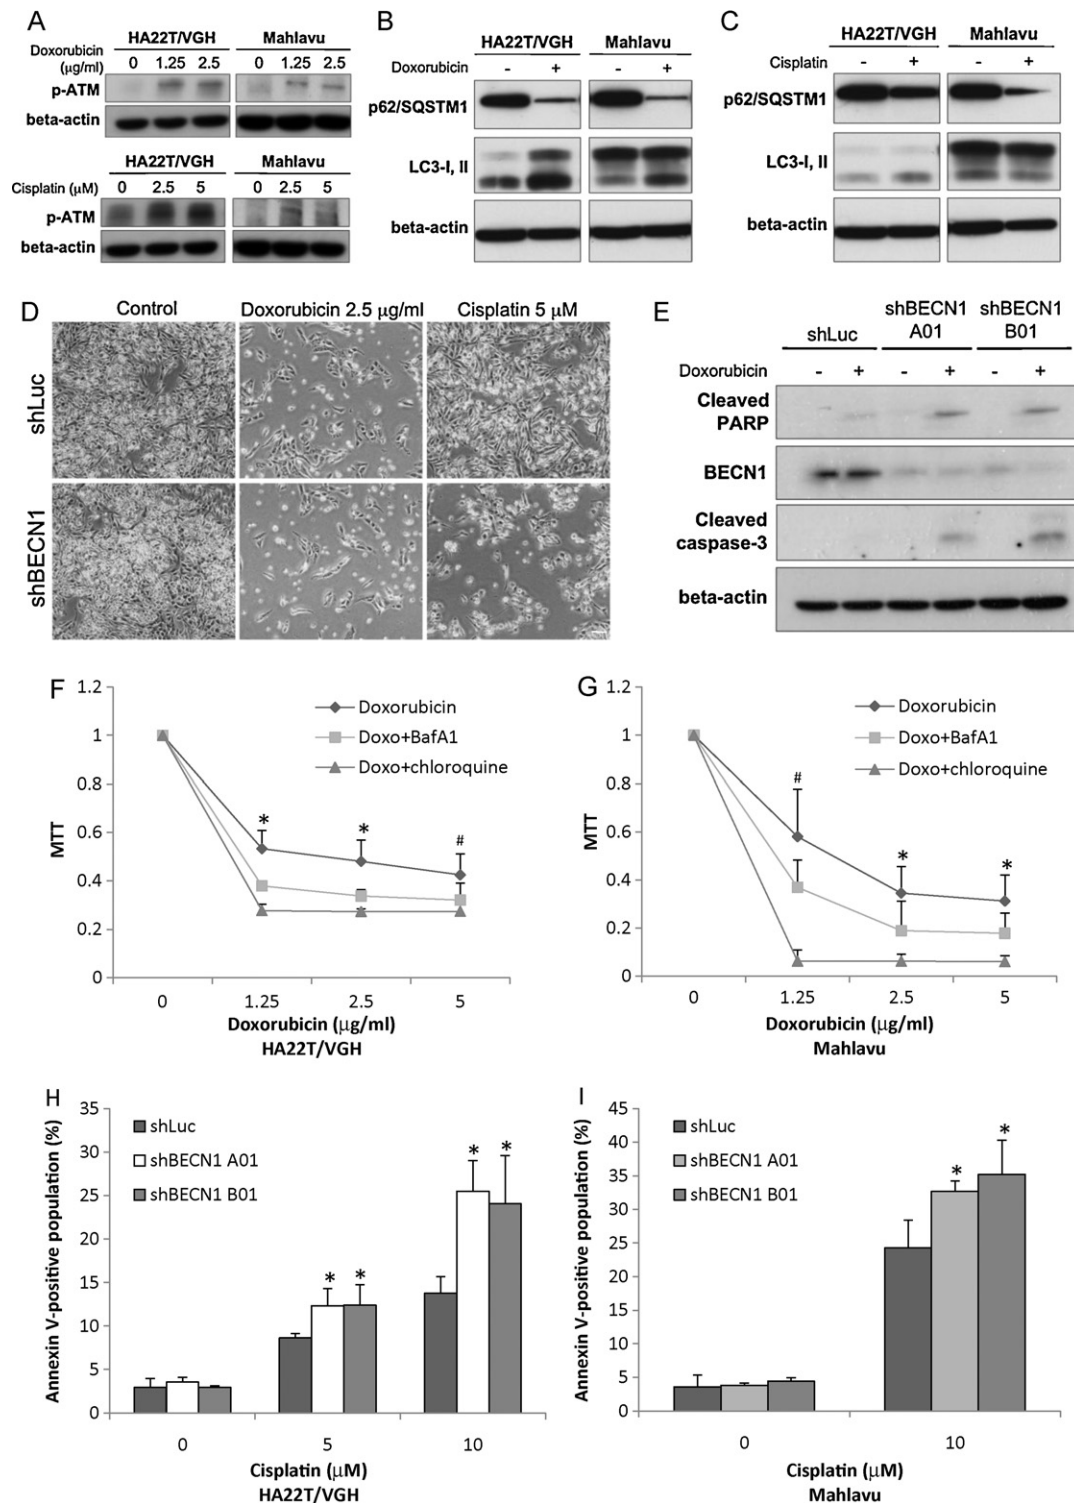 A
HA22T/VGH Mahlavu
Doxorubicin
(μg/ml) 0 1.25 2.5 0 1.25 2.5
p-ATM
beta-actin
HA22T/VGH Mahlavu
Cisplatin (μM) 0 2.5 5 0 2.5 5
p-ATM
beta-actin
B
HA22T/VGH Mahlavu
Doxorubicin - + - +
p62/SQSTM1
LC3-I, II
beta-actin
C
HA22T/VGH Mahlavu
Cisplatin - + - +
p62/SQSTM1
LC3-I, II
beta-actin
D
Control Doxorubicin 2.5 μg/ml Cisplatin 5 μM
shLuc
shBECN1
E
shBECN1 shBECN1
shLuc A01 B01
Doxorubicin - + - + - +
Cleaved
PARP
BECN1
Cleaved
caspase-3
beta-actin
F
1.2
1
0.8
0.6
0.4
0.2
0
MTT
Doxorubicin
Doxo+BafA1
Doxo+chloroquine
* * #
0 1.25 2.5 5
Doxorubicin (μg/ml)
HA22T/VGH
G
1.2
1
0.8
0.6
0.4
0.2
0
MTT
Doxorubicin
Doxo+BafA1
Doxo+chloroquine
# * *
0 1.25 2.5 5
Doxorubicin (μg/ml)
Mahlavu
H
35
30
25
20
15
10
5
0
Annexin V-positive population (%)
shLuc
shBECN1 A01
shBECN1 B01
* * * *
0 5 10
Cisplatin (μM)
HA22T/VGH
I
45
40
35
30
25
20
15
10
5
0
Annexin V-positive population (%)
shLuc
shBECN1 A01
shBECN1 B01
* *
0 10
Cisplatin (μM)
Mahlavu